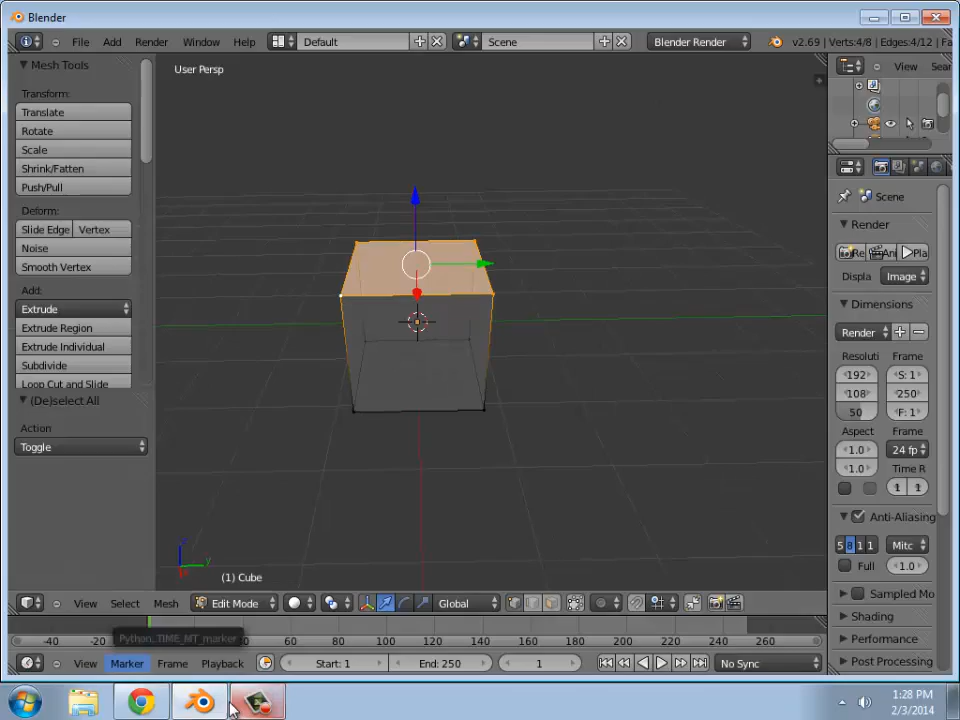 Blender
File Add Render Window Help Default Scene Blender Render v2.69 | Verts:4/8 | Edges:4/12 | Fa
Mesh Tools
User Persp
View Sear
Transform:
Translate
Rotate
Scale
Shrink/Fatten
Push/Pull
Scene
Deform:
Slide Edge Vertex
Render
Noise
Re Ani Pla
Smooth Vertex
Displa Image
Add:
Dimensions
Extrude
Extrude Region
Render
Extrude Individual
Resoluti Frame
Subdivide
192 S: 1
Loop Cut and Slide
108 250
(De)select All
50 F: 1
Action
Aspect Frame
Toggle
1.0 24 fp
1.0 Time R
1 1
Anti-Aliasing
5 8 1 1 Mitc
Full 1.0
z
y
(1) Cube
Sampled Mo
View Select Mesh Edit Mode Global
Shading
-40 -20 60 80 100 120 140 160 180 200 220 240 260
Python: TIME_MT_marker
Performance
View Marker Frame Playback Start: 1 End: 250 1 No Sync
Post Processing
1:28 PM
2/3/2014